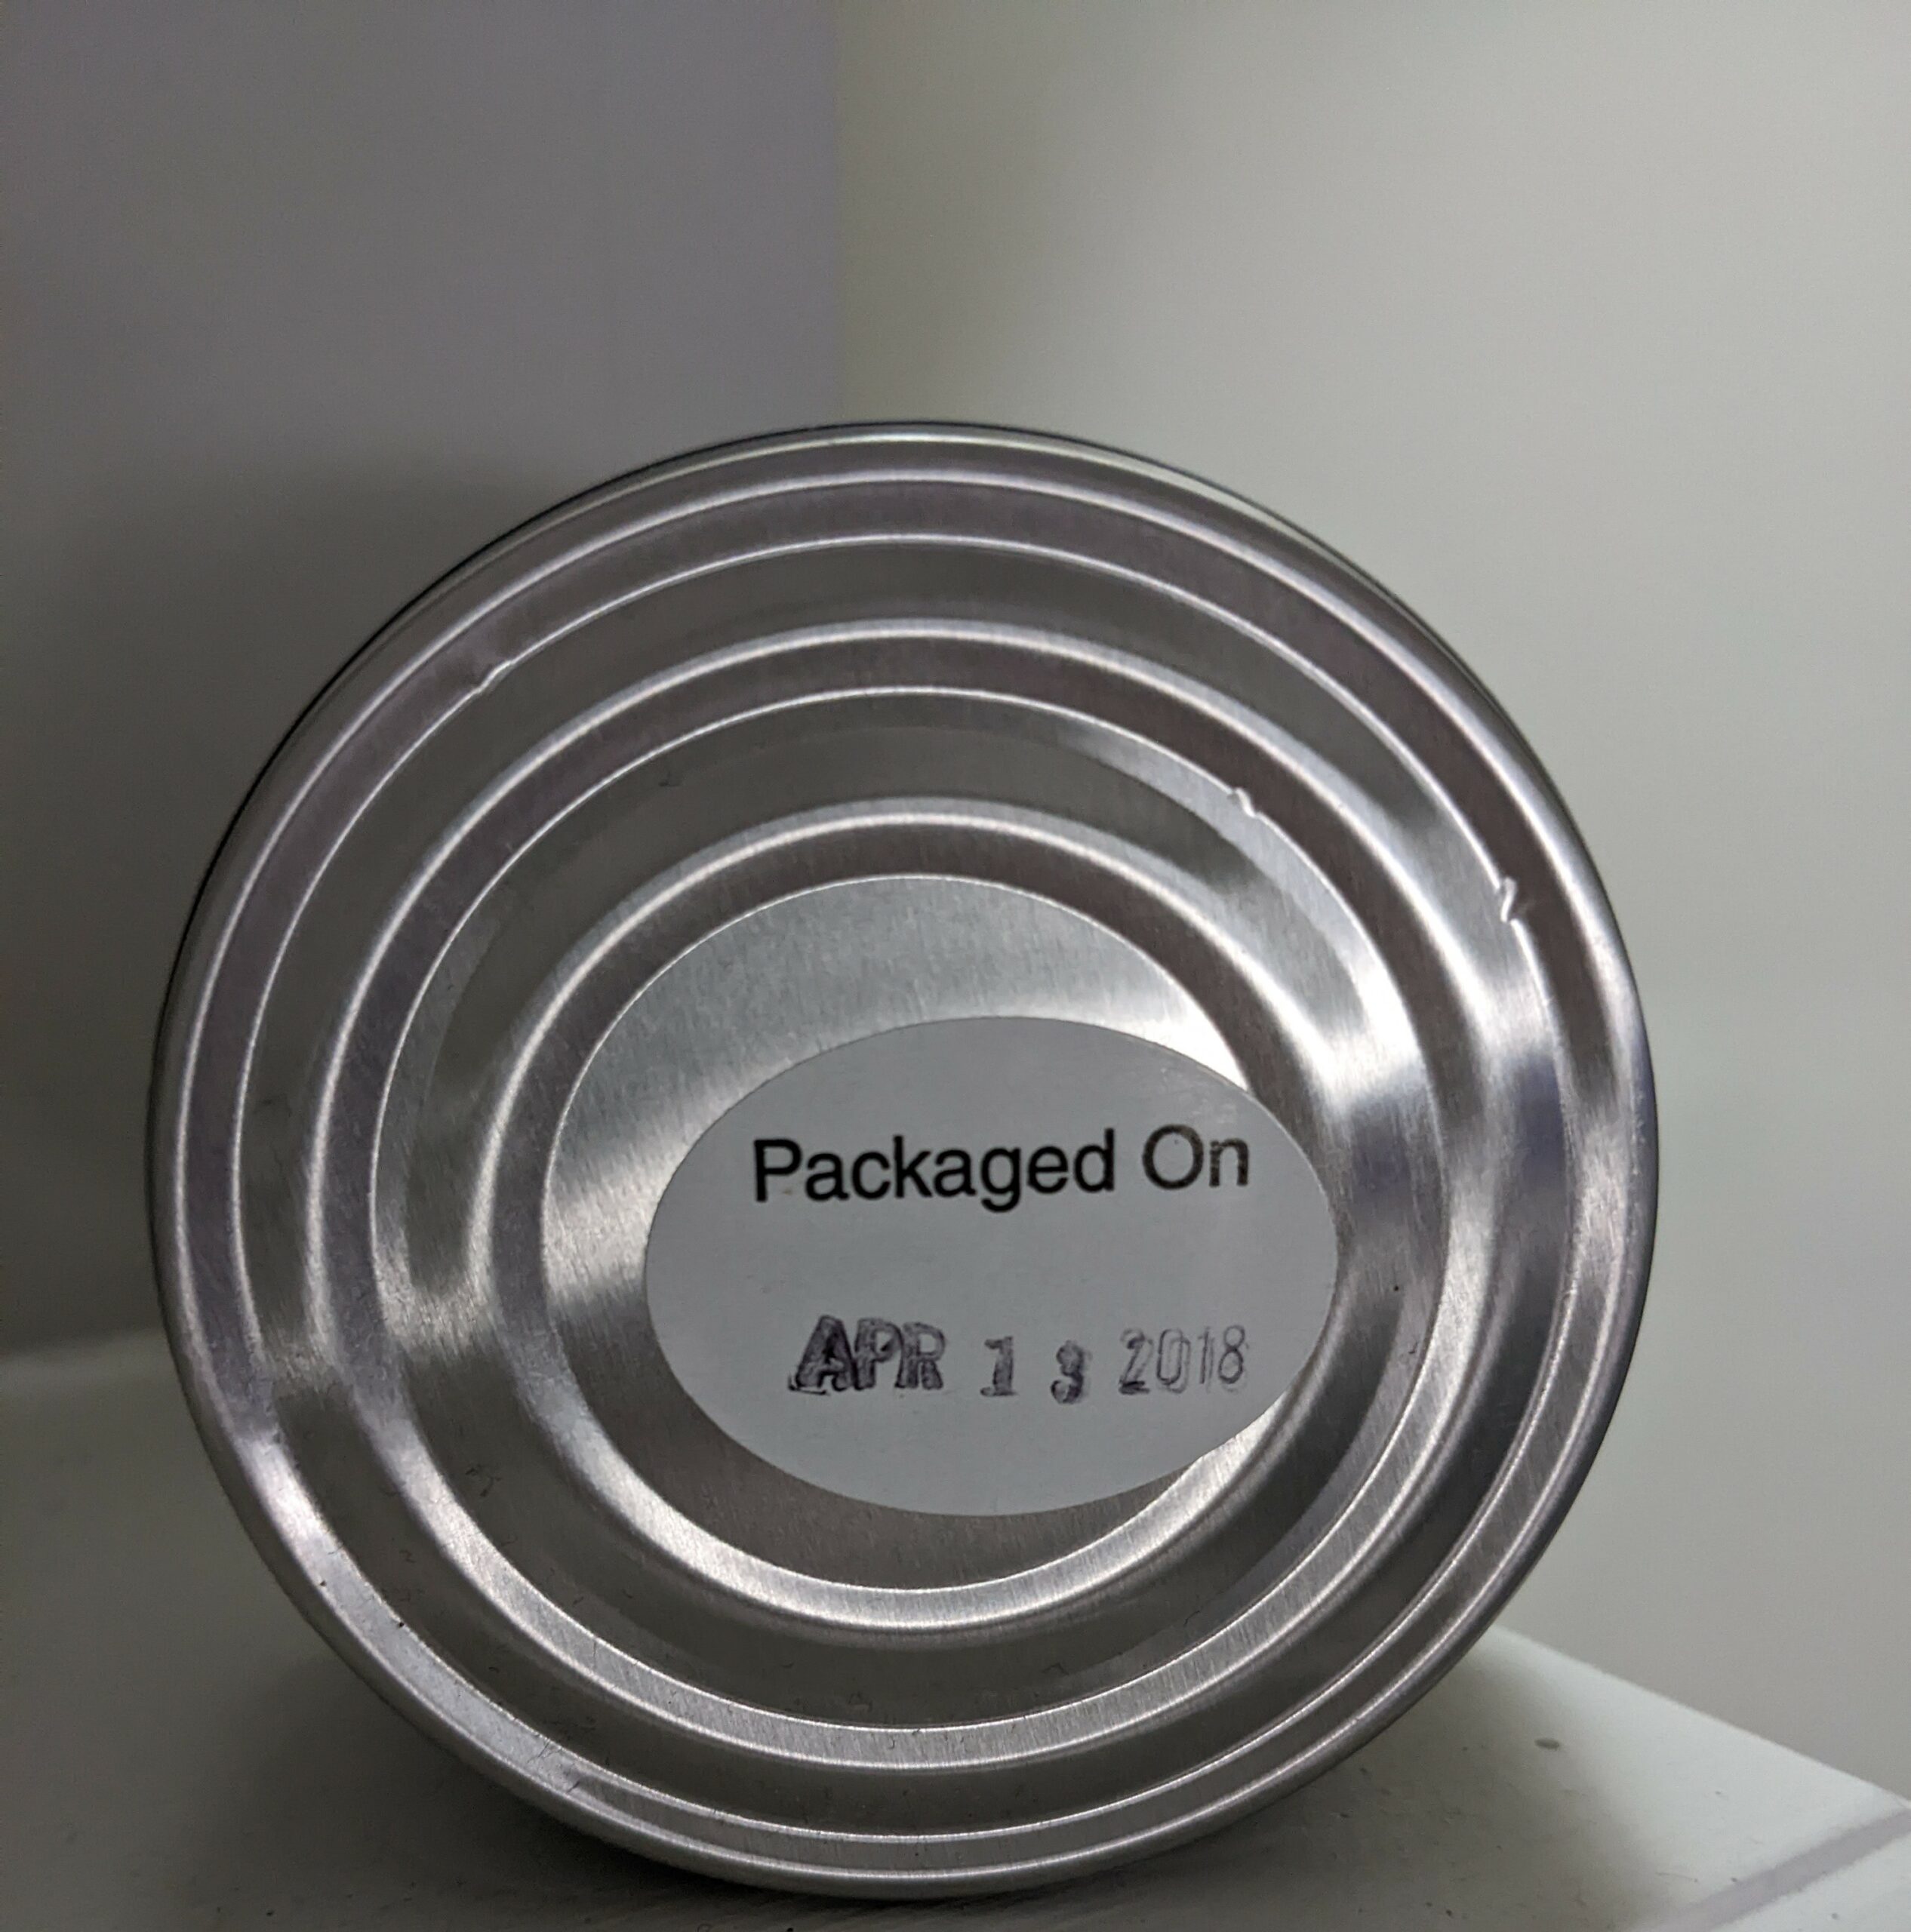 Packaged On
APR 13 2018